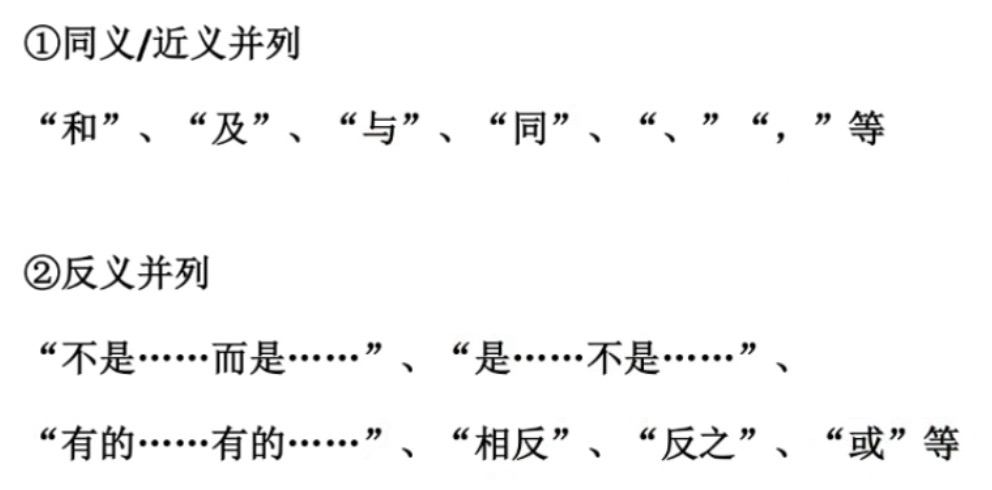 ①同义/近义并列
“和”、“及”、“与”、“同”、“、”“，”等
②反义并列
“不是……而是……”、“是……不是……”、
“有的……有的……”、“相反”、“反之”、“或”等